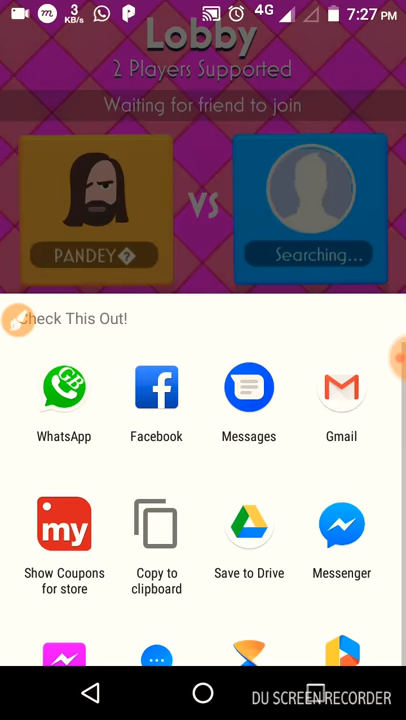 3 KB/s 4G 7:27 PM
Lobby
2 Players Supported
Waiting for friend to join
VS
PANDEY�
Searching...
Check This Out!
GB
WhatsApp
Facebook
Messages
Gmail
my
Show Coupons for store
Copy to clipboard
Save to Drive
Messenger
DU SCREEN RECORDER